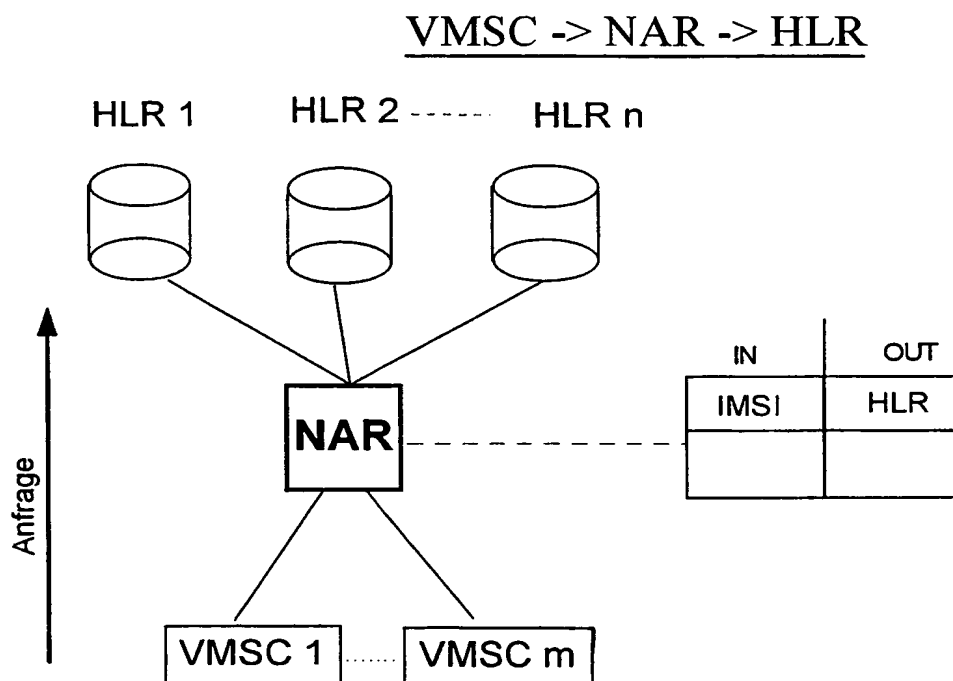 VMSC -> NAR -> HLR
HLR 1 HLR 2 HLR n
IN OUT
IMSI HLR
NAR
Anfrage
VMSC 1 VMSC m